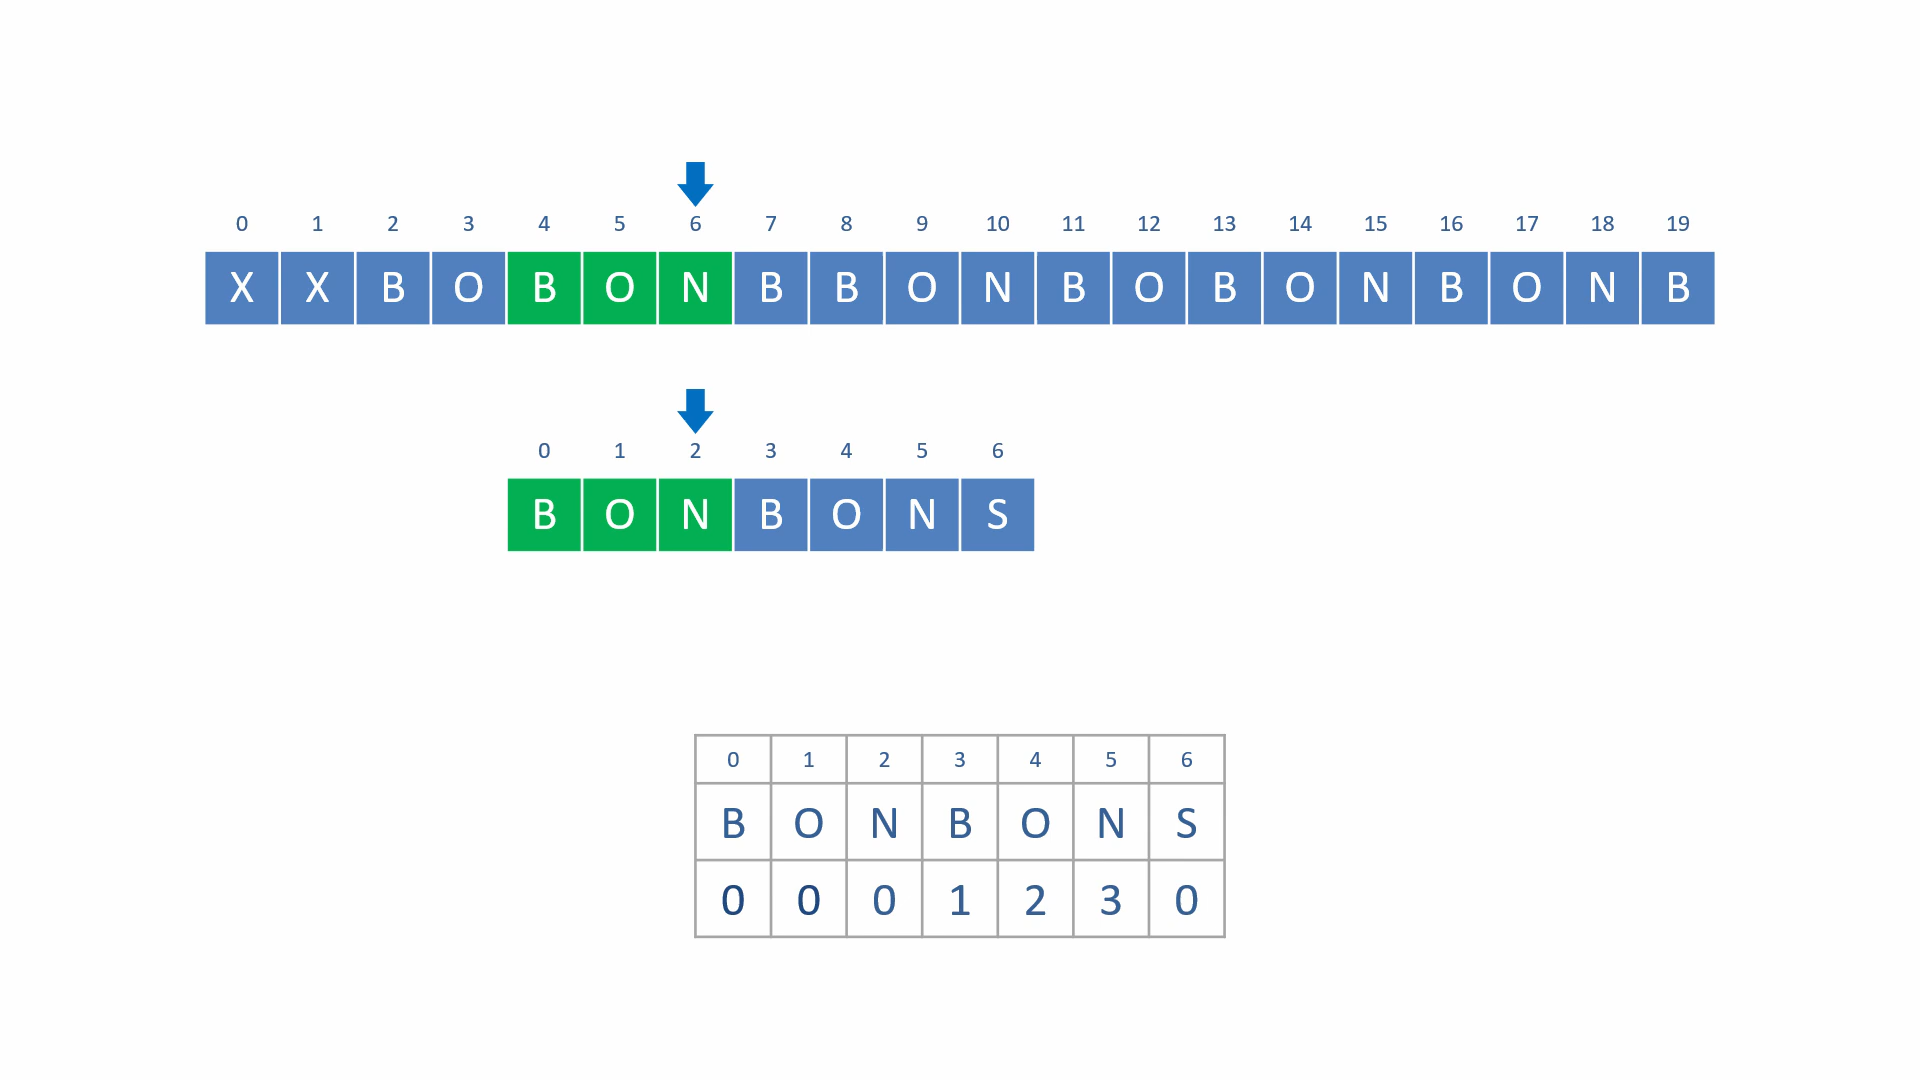 0 1 2 3 4 5 6 7 8 9 10 11 12 13 14 15 16 17 18 19
X X B O B O N B B O N B O B O N B O N B
0 1 2 3 4 5 6
B O N B O N S
0 1 2 3 4 5 6
B O N B O N S
0 0 0 1 2 3 0